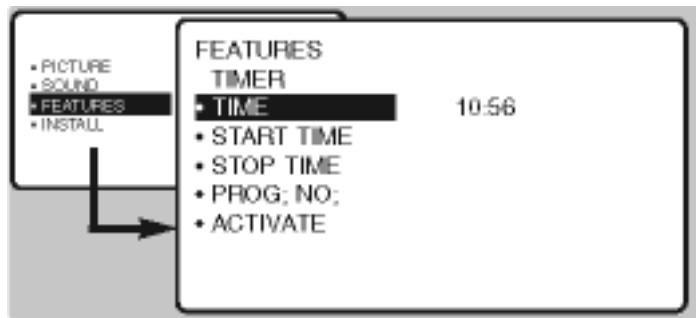 • PICTURE
• SOUND
• FEATURES
• INSTALL
FEATURES
TIMER
• TIME 10:56
• START TIME
• STOP TIME
• PROG; NO;
• ACTIVATE